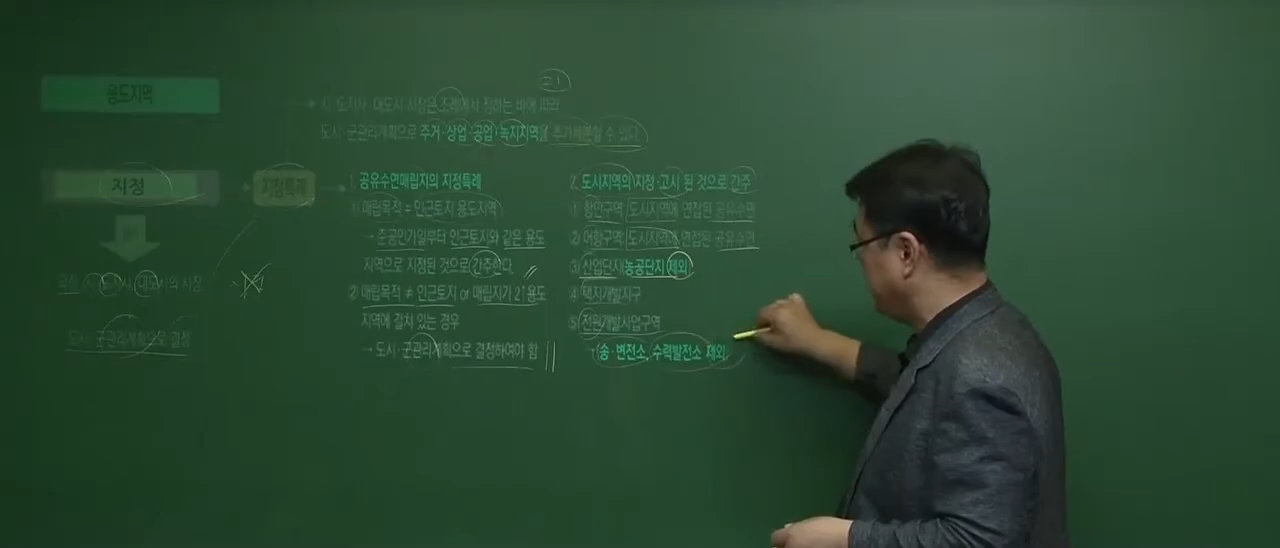 용도지역
시·도지사, 대도시 시장은 조례에서 정하는 바에 따라
도시·군관리계획으로 주거·상업·공업·녹지지역을 추가세분할 수 있다.
지정
지정특례
1. 공유수면매립지의 지정특례
① 매립목적 = 인근토지 용도지역
→ 준공인가일부터 인근토지와 같은 용도
지역으로 지정된 것으로 간주한다.
② 매립목적 ≠ 인근토지 or 매립지가 2↑용도
지역에 걸쳐 있는 경우
→ 도시·군관리계획으로 결정하여야 함
2. 도시지역의 지정·고시 된 것으로 간주
① 항만구역 도시지역에 연접된 공유수면
② 어항구역 도시지역에 연접된 공유수면
③ 산업단지 농공단지 제외
④ 택지개발지구
⑤ 전원개발사업구역
→ 송·변전소, 수력발전소 제외
대도시의 시장
도시·군관리계획으로 결정